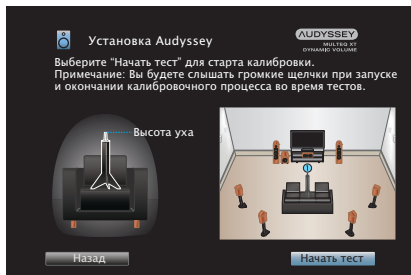 Установка Audyssey
AUDYSSEY
MULTEQ XT
DYNAMIC VOLUME
Выберите “Начать тест” для старта калибровки.
Примечание: Вы будете слышать громкие щелчки при запуске
и окончании калибровочного процесса во время тестов.
Высота уха
Назад
Начать тест